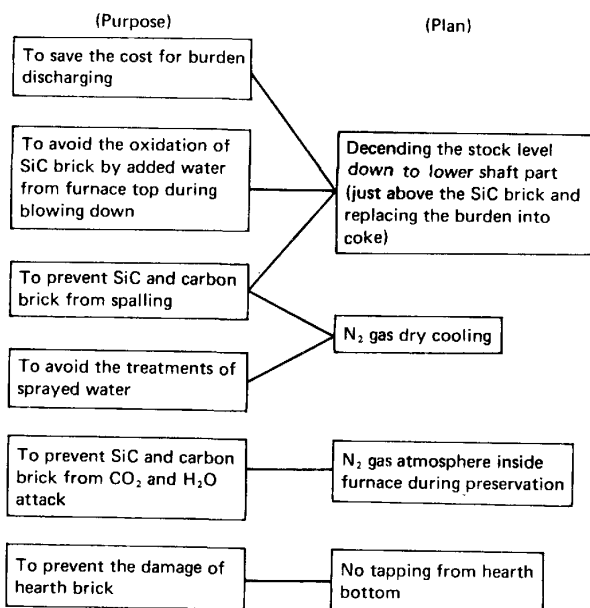 (Purpose)
(Plan)
To save the cost for burden
discharging
To avoid the oxidation of
SiC brick by added water
from furnace top during
blowing down
Decending the stock level
down to lower shaft part
(just above the SiC brick and
replacing the burden into
coke)
To prevent SiC and carbon
brick from spalling
N₂ gas dry cooling
To avoid the treatments of
sprayed water
To prevent SiC and carbon
brick from CO₂ and H₂O
attack
N₂ gas atmosphere inside
furnace during preservation
To prevent the damage of
hearth brick
No tapping from hearth
bottom